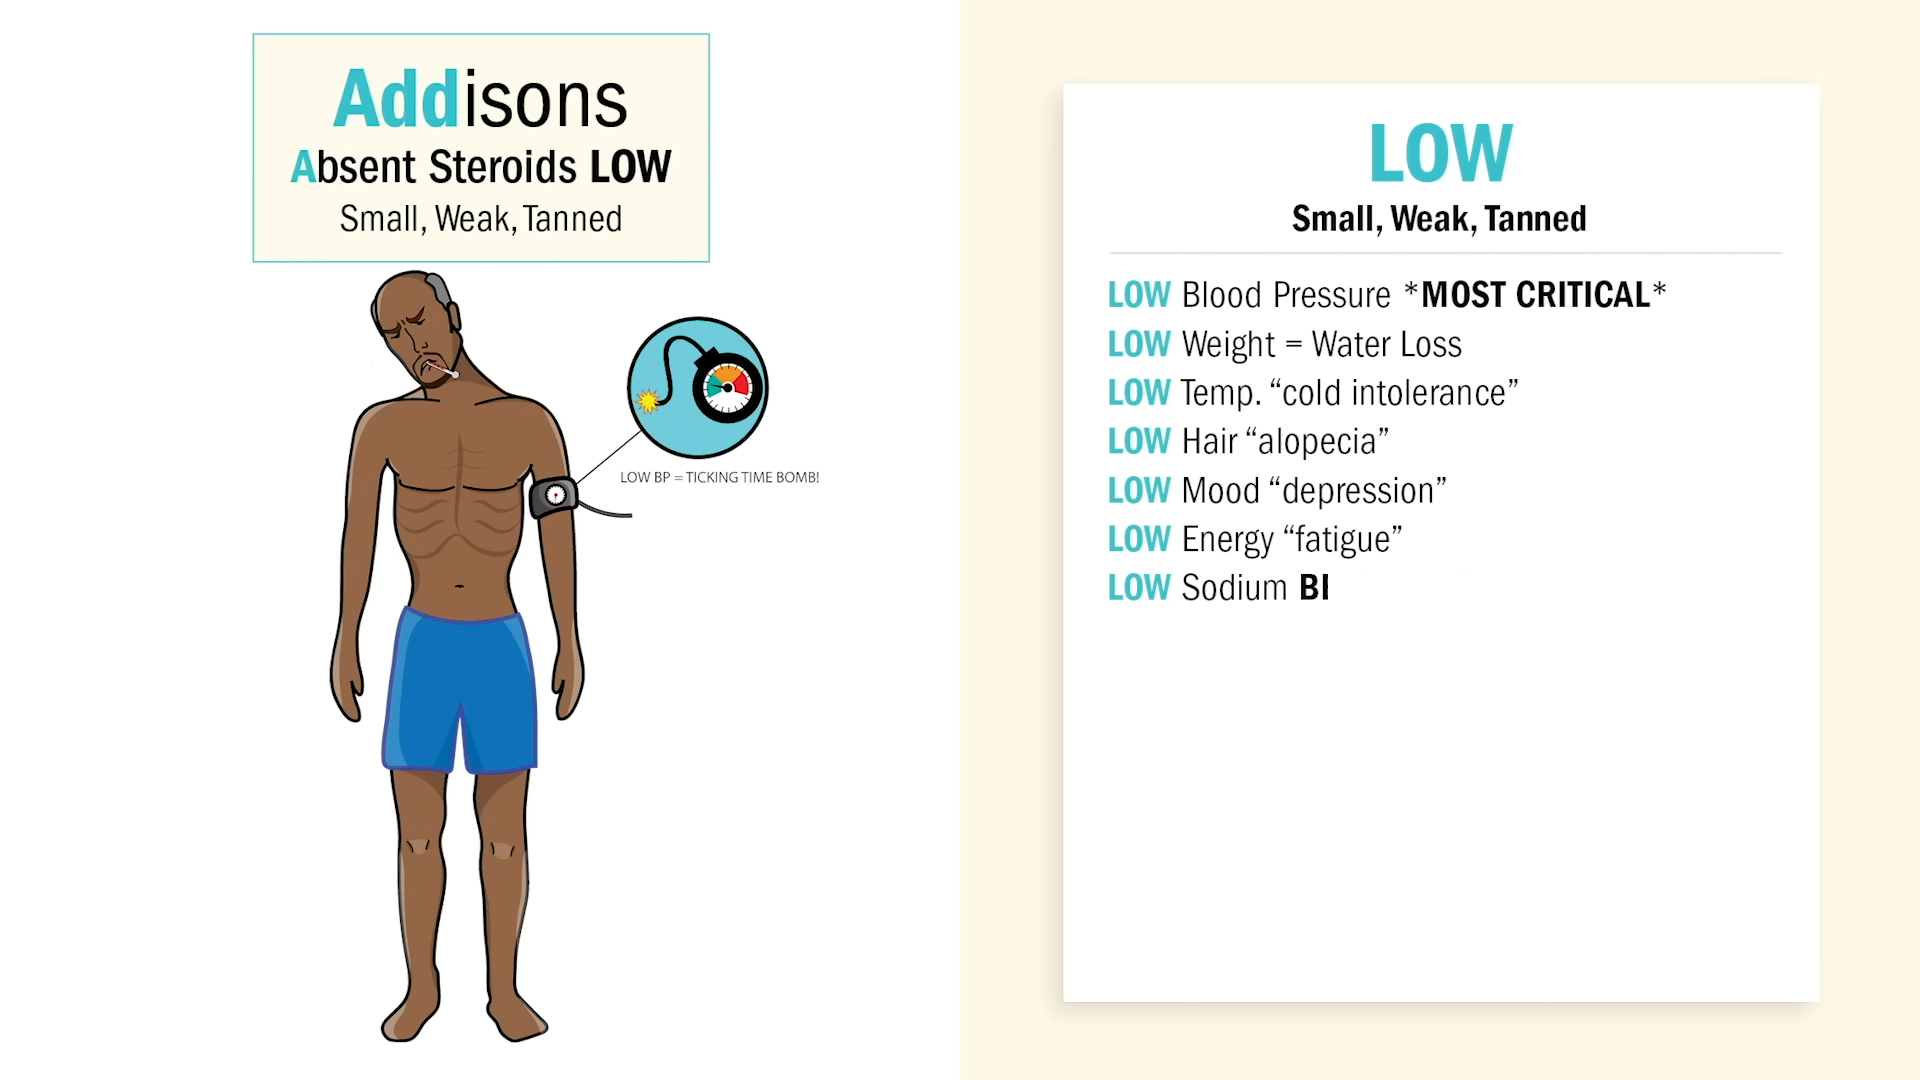 Addisons
Absent Steroids LOW
Small, Weak, Tanned
LOW BP = TICKING TIME BOMB!
LOW
Small, Weak, Tanned
LOW Blood Pressure *MOST CRITICAL*
LOW Weight = Water Loss
LOW Temp. “cold intolerance”
LOW Hair “alopecia”
LOW Mood “depression”
LOW Energy “fatigue”
LOW Sodium BI